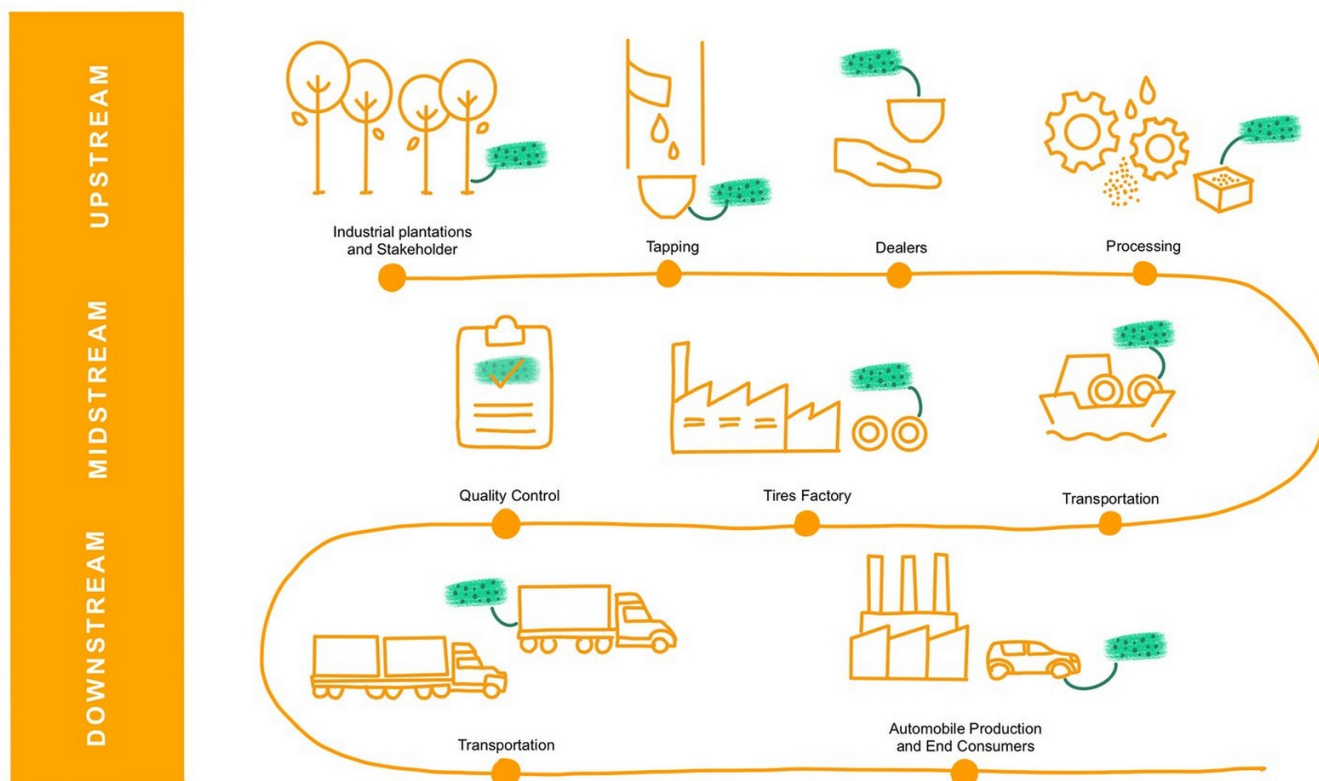 UPSTREAM
Industrial plantations
and Stakeholder
Tapping
Dealers
Processing
MIDSTREAM
Quality Control
Tires Factory
Transportation
DOWNSTREAM
Transportation
Automobile Production
and End Consumers